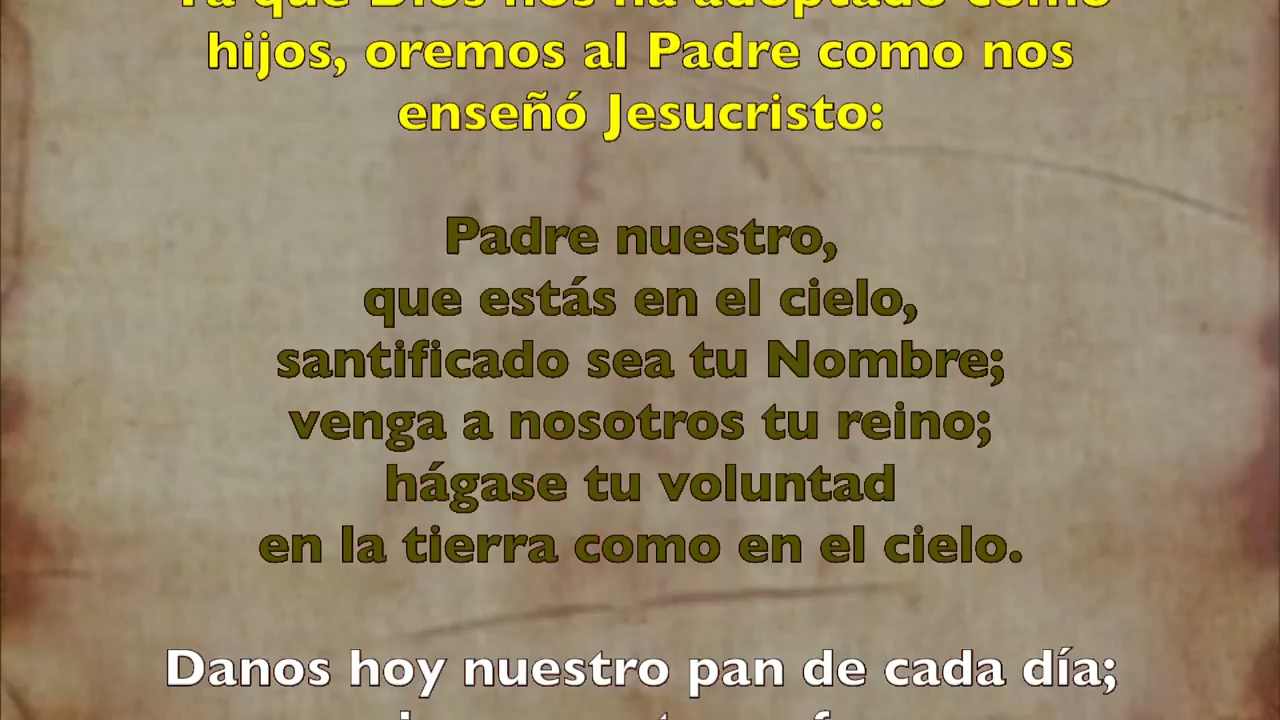 Ya que Dios nos ha adoptado como
hijos, oremos al Padre como nos
enseñó Jesucristo:
Padre nuestro,
que estás en el cielo,
santificado sea tu Nombre;
venga a nosotros tu reino;
hágase tu voluntad
en la tierra como en el cielo.
Danos hoy nuestro pan de cada día;